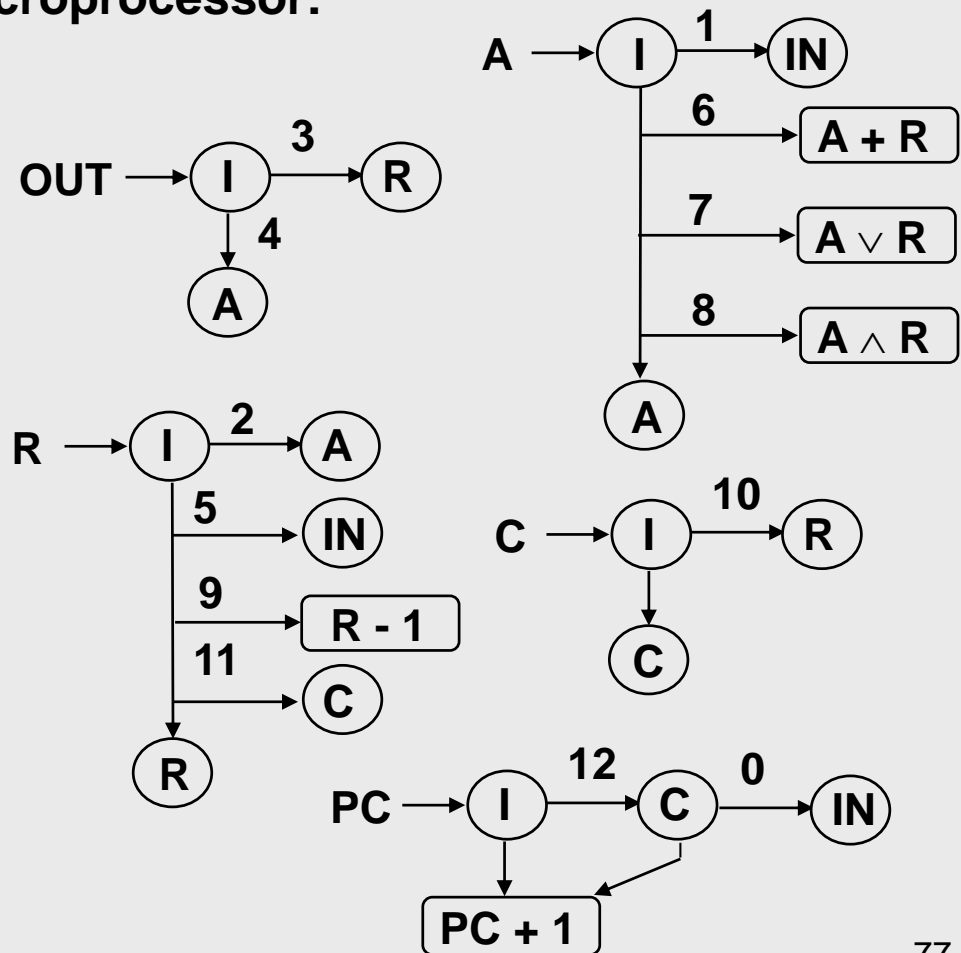 croprocessor:
A I 1 IN
6 A + R
7 A ∨ R
8 A ∧ R
A
OUT I 3 R
4
A
R I 2 A
5 IN
9 R - 1
11 C
R
C I 10 R
C
PC I 12 C 0 IN
PC + 1
77